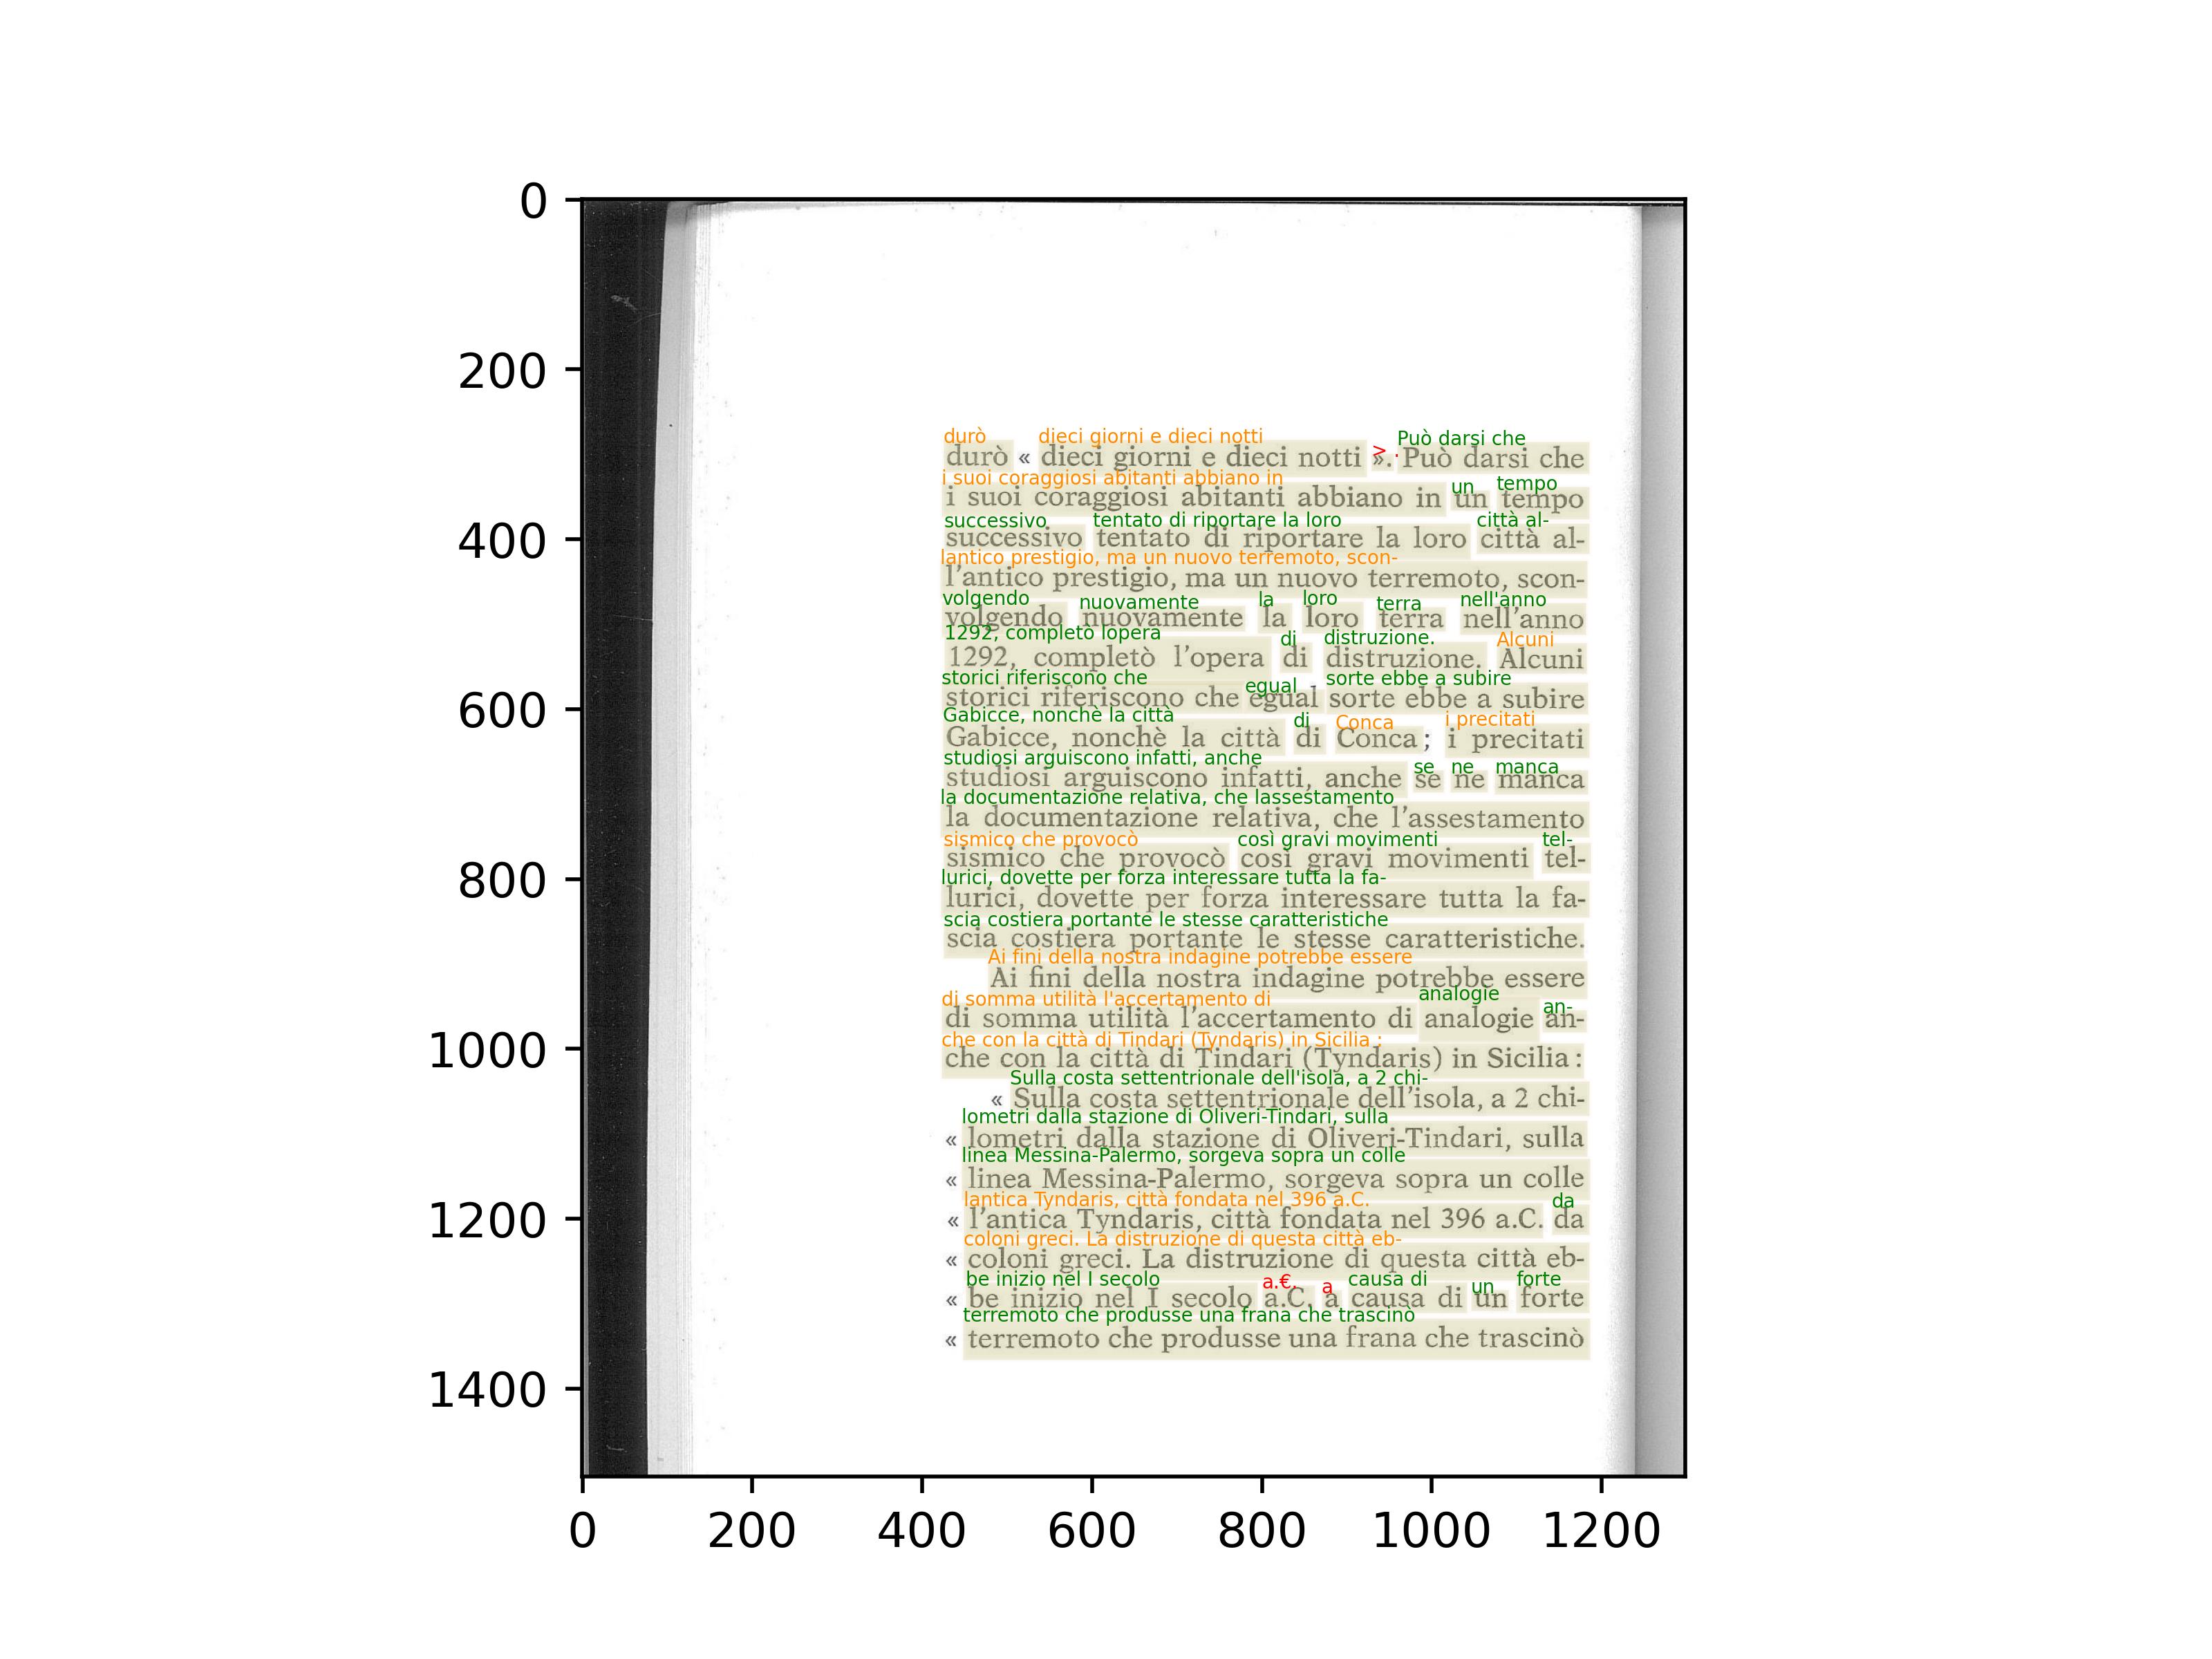 durò « dieci giorni e dieci notti ». Può darsi che
i suoi coraggiosi abitanti abbiano in un tempo
successivo tentato di riportare la loro città al-
l'antico prestigio, ma un nuovo terremoto, scon-
volgendo nuovamente la loro terra nell'anno
1292, completò l'opera di distruzione. Alcuni
storici riferiscono che egual sorte ebbe a subire
Gabicce, nonchè la città di Conca ; i precitati
studiosi arguiscono infatti, anche se ne manca
la documentazione relativa, che l'assestamento
sismico che provocò così gravi movimenti tel-
lurici, dovette per forza interessare tutta la fa-
scia costiera portante le stesse caratteristiche.
Ai fini della nostra indagine potrebbe essere
di somma utilità l'accertamento di analogie an-
che con la città di Tindari (Tyndaris) in Sicilia :
« Sulla costa settentrionale dell'isola, a 2 chi-
« lometri dalla stazione di Oliveri-Tindari, sulla
« linea Messina-Palermo, sorgeva sopra un colle
« l'antica Tyndaris, città fondata nel 396 a.C. da
« coloni greci. La distruzione di questa città eb-
« be inizio nel I secolo a.C. a causa di un forte
« terremoto che produsse una frana che trascinò